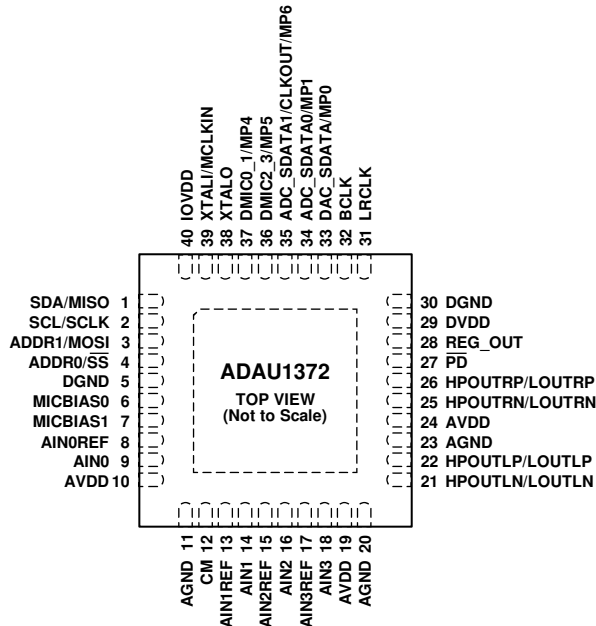 40 IOVDD
39 XTALI/MCLKIN
38 XTALO
37 DMIC0_1/MP4
36 DMIC2_3/MP5
35 ADC_SDATA1/CLKOUT/MP6
34 ADC_SDATA0/MP1
33 DAC_SDATA/MP0
32 BCLK
31 LRCLK
SDA/MISO 1
SCL/SCLK 2
ADDR1/MOSI 3
ADDR0/S̅S̅ 4
DGND 5
MICBIAS0 6
MICBIAS1 7
AIN0REF 8
AIN0 9
AVDD 10
ADAU1372
TOP VIEW
(Not to Scale)
30 DGND
29 DVDD
28 REG_OUT
27 P̅D̅
26 HPOUTRP/LOUTRP
25 HPOUTRN/LOUTRN
24 AVDD
23 AGND
22 HPOUTLP/LOUTLP
21 HPOUTLN/LOUTLN
AGND 11
CM 12
AIN1REF 13
AIN1 14
AIN2REF 15
AIN2 16
AIN3REF 17
AIN3 18
AVDD 19
AGND 20